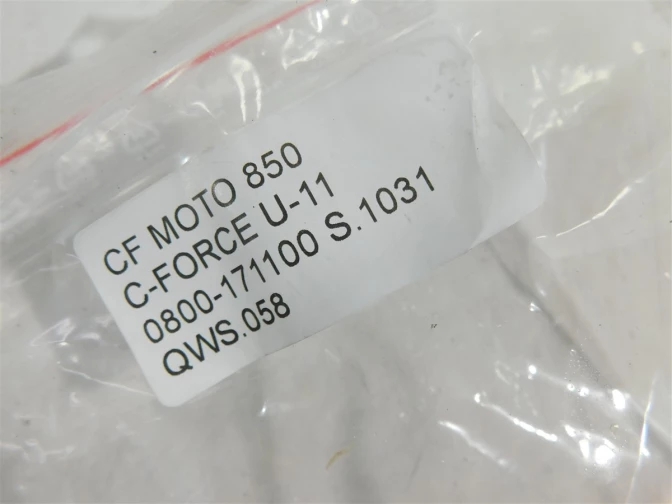 CF MOTO 850
C-FORCE U-11
0800-171100 S.1031
QWS.058